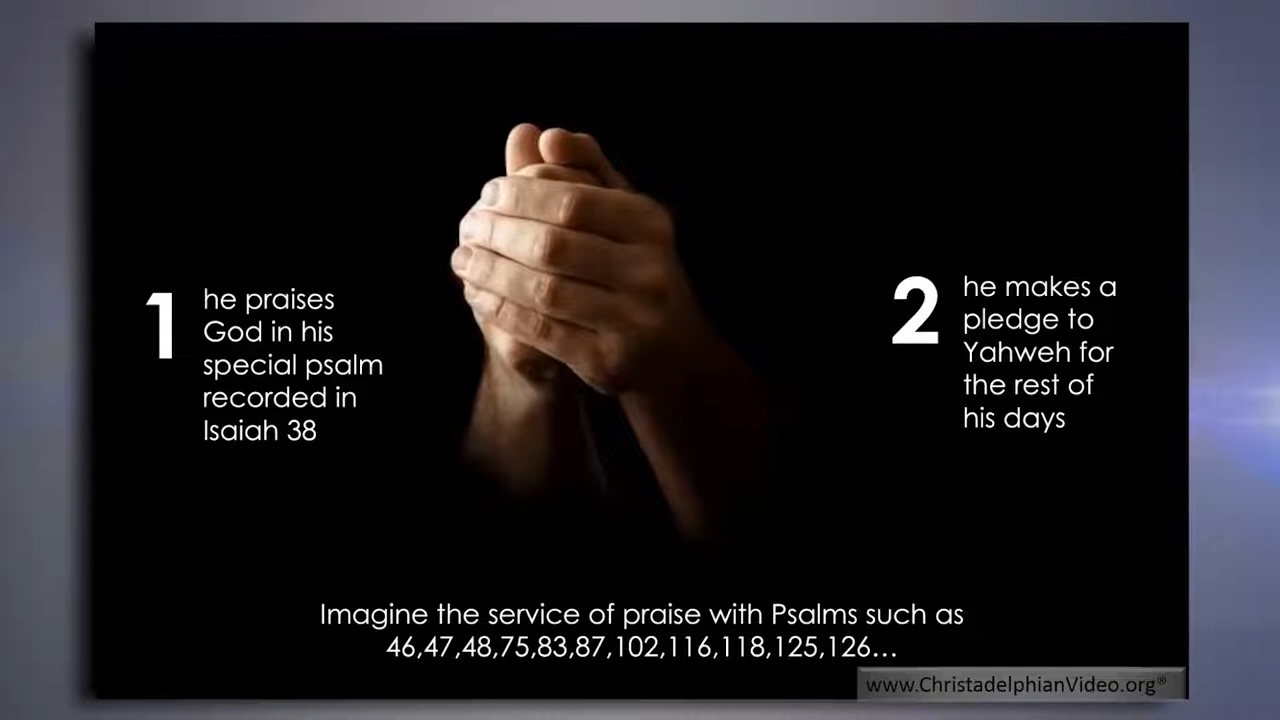 1
he praises
God in his
special psalm
recorded in
Isaiah 38
2
he makes a
pledge to
Yahweh for
the rest of
his days
Imagine the service of praise with Psalms such as
46,47,48,75,83,87,102,116,118,125,126...
www.ChristadelphianVideo.org®